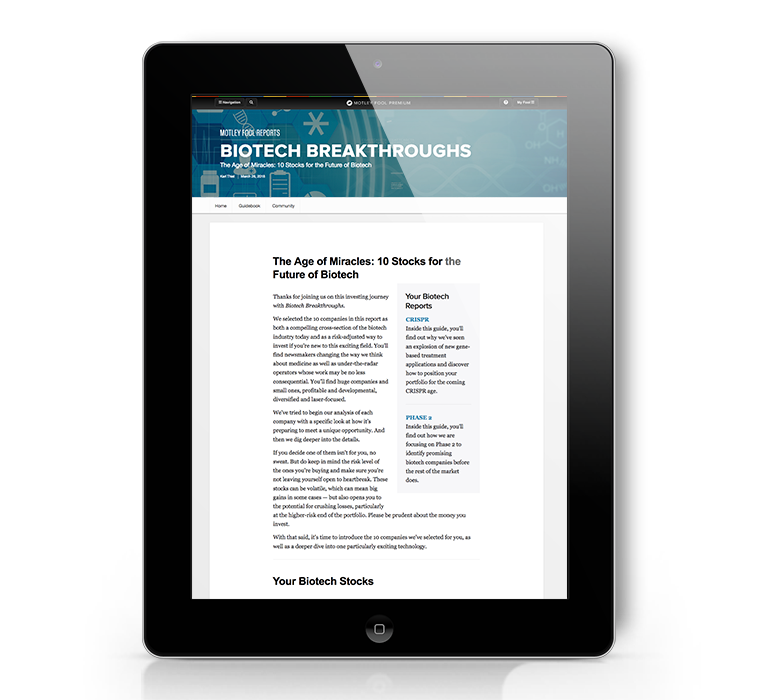 Navigation
MOTLEY FOOL PREMIUM
My Fool
MOTLEY FOOL REPORTS
BIOTECH BREAKTHROUGHS
The Age of Miracles: 10 Stocks for the Future of Biotech
Karl Thiel | March 26, 2018
Home Guidebook Community
The Age of Miracles: 10 Stocks for the
Future of Biotech
Thanks for joining us on this investing journey
with Biotech Breakthroughs.
We selected the 10 companies in this report as
both a compelling cross-section of the biotech
industry today and as a risk-adjusted way to
invest if you're new to this exciting field. You'll
find newsmakers changing the way we think
about medicine as well as under-the-radar
operators whose work may be no less
consequential. You'll find huge companies and
small ones, profitable and developmental,
diversified and laser-focused.
We've tried to begin our analysis of each
company with a specific look at how it's
preparing to meet a unique opportunity. And
then we dig deeper into the details.
If you decide one of them isn't for you, no
sweat. But do keep in mind the risk level of
the ones you're buying and make sure you're
not leaving yourself open to heartbreak. These
stocks can be volatile, which can mean big
gains in some cases — but also opens you to
the potential for crushing losses, particularly
at the higher-risk end of the portfolio. Please be prudent about the money you
invest.
With that said, it's time to introduce the 10 companies we've selected for you, as
well as a deeper dive into one particularly exciting technology.
Your Biotech
Reports
CRISPR
Inside this guide, you'll
find out why we've seen
an explosion of new gene-
based treatment
applications and discover
how to position your
portfolio for the coming
CRISPR age.
PHASE 2
Inside this guide, you'll
find out how we are
focusing on Phase 2 to
identify promising
biotech companies before
the rest of the market
does.
Your Biotech Stocks